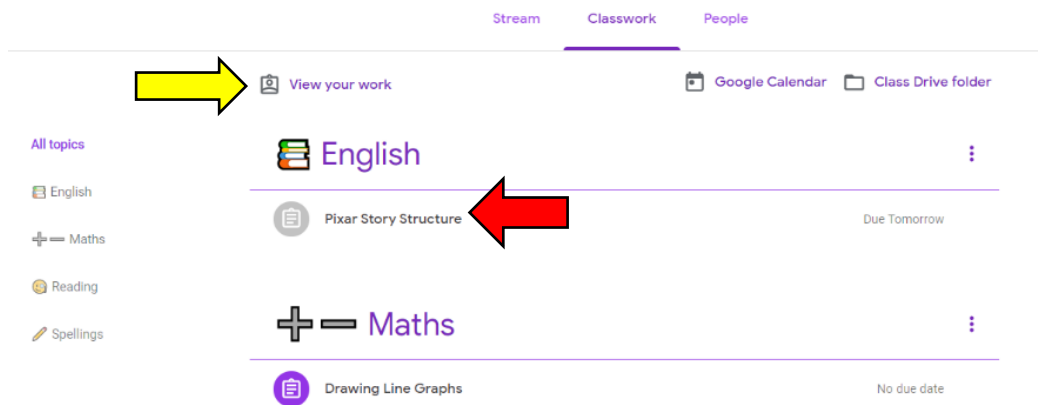 Stream Classwork People
View your work Google Calendar Class Drive folder
All topics
English
Maths
Reading
Spellings
English
Pixar Story Structure Due Tomorrow
Maths
Drawing Line Graphs No due date